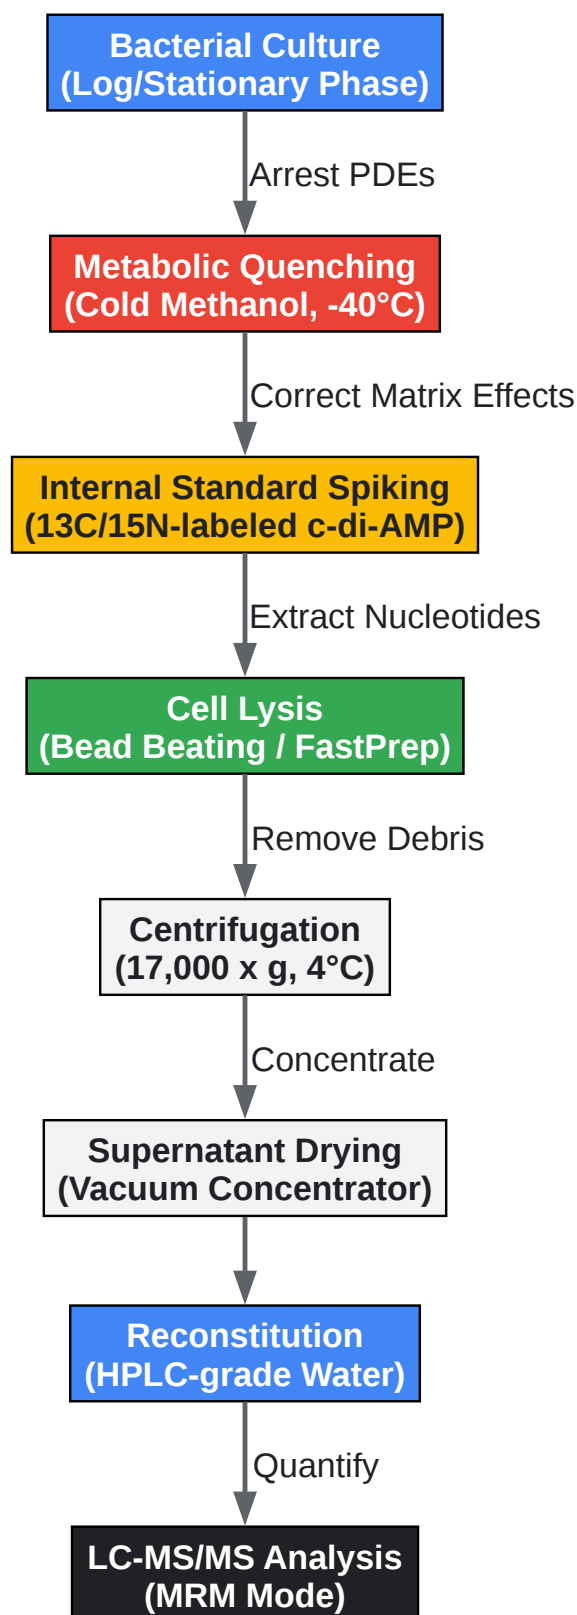 Bacterial Culture
(Log/Stationary Phase)
Arrest PDEs
Metabolic Quenching
(Cold Methanol, -40°C)
Correct Matrix Effects
Internal Standard Spiking
(13C/15N-labeled c-di-AMP)
Extract Nucleotides
Cell Lysis
(Bead Beating / FastPrep)
Remove Debris
Centrifugation
(17,000 x g, 4°C)
Concentrate
Supernatant Drying
(Vacuum Concentrator)
Reconstitution
(HPLC-grade Water)
Quantify
LC-MS/MS Analysis
(MRM Mode)